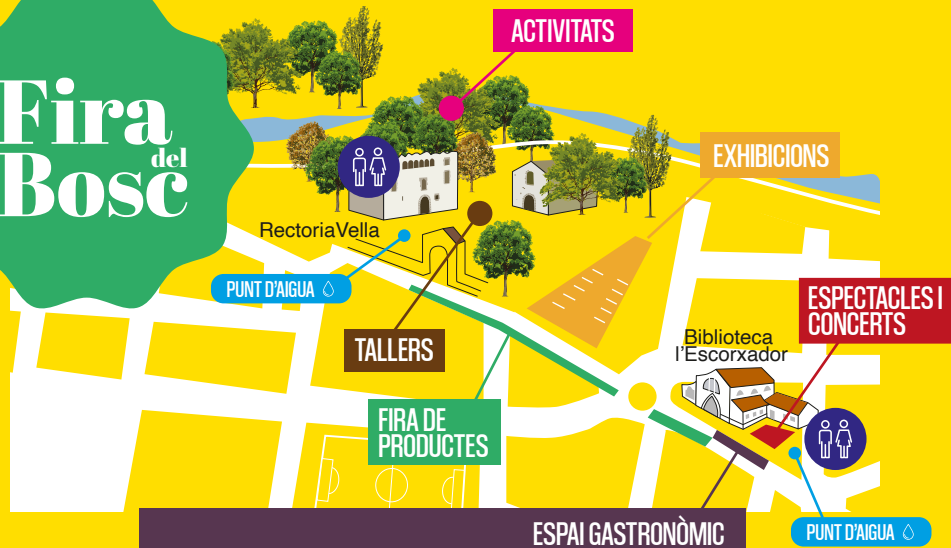 Fira
del
Bosc
ACTIVITATS
EXHIBICIONS
RectoriaVella
PUNT D'AIGUA
ESPECTACLES I
CONCERTS
TALLERS
Biblioteca
l'Escorxador
FIRA DE
PRODUCTES
ESPAI GASTRONÒMIC
PUNT D'AIGUA